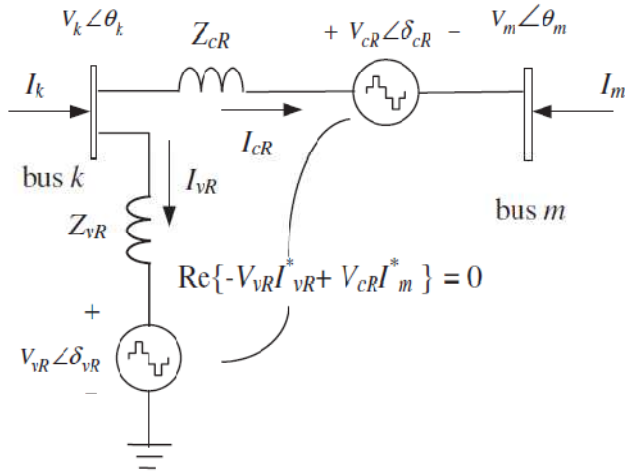 V_k∠θ_k
Z_cR
+ V_cR∠δ_cR −
V_m∠θ_m
I_k
I_m
I_cR
bus k
I_vR
bus m
Z_vR
Re{-V_vR I*_vR + V_cR I*_m } = 0
+
V_vR∠δ_vR
−